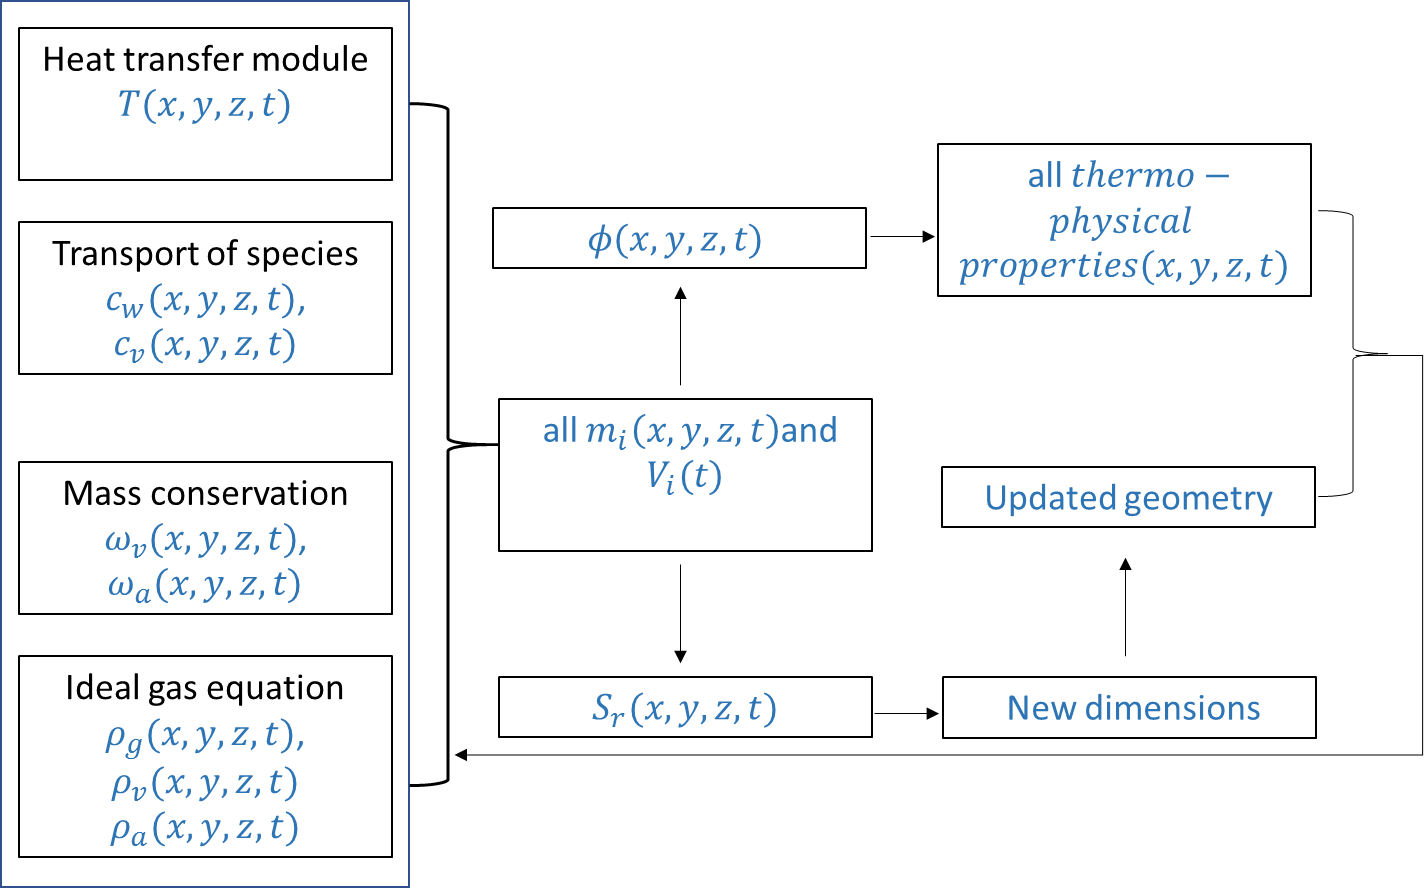 Heat transfer module
T(x, y, z, t)
Transport of species
c_w(x, y, z, t),
c_v(x, y, z, t)
Mass conservation
ω_v(x, y, z, t),
ω_a(x, y, z, t)
Ideal gas equation
ρ_g(x, y, z, t),
ρ_v(x, y, z, t)
ρ_a(x, y, z, t)
ϕ(x, y, z, t)
all thermo −
physical
properties(x, y, z, t)
all m_i(x, y, z, t)and
V_i(t)
Updated geometry
S_r(x, y, z, t)
New dimensions